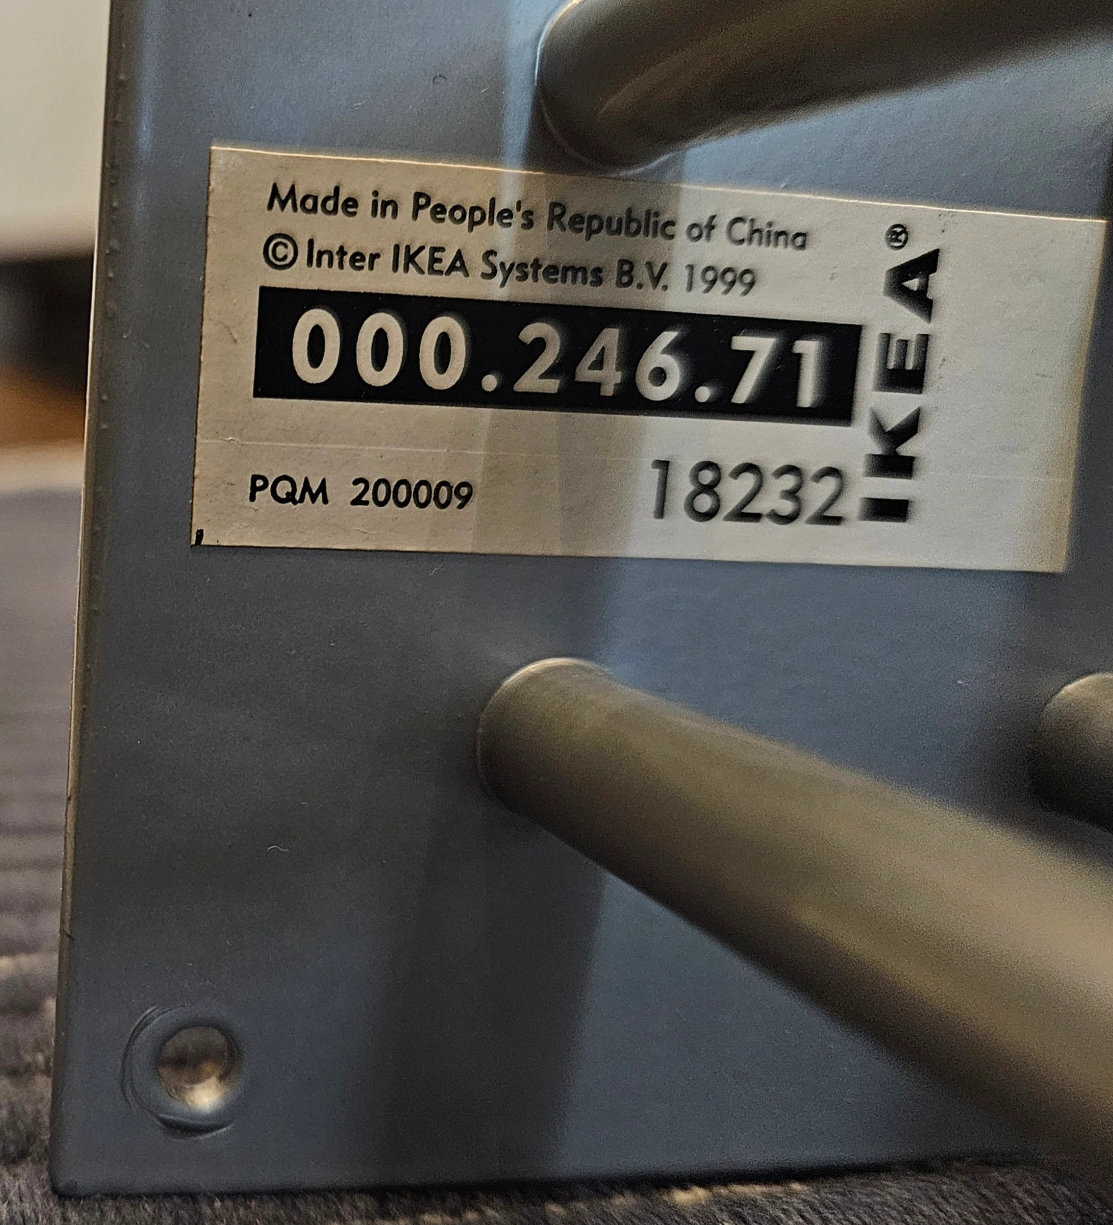 Made in People's Republic of China
© Inter IKEA Systems B.V. 1999
000.246.71
PQM 200009
18232
IKEA®